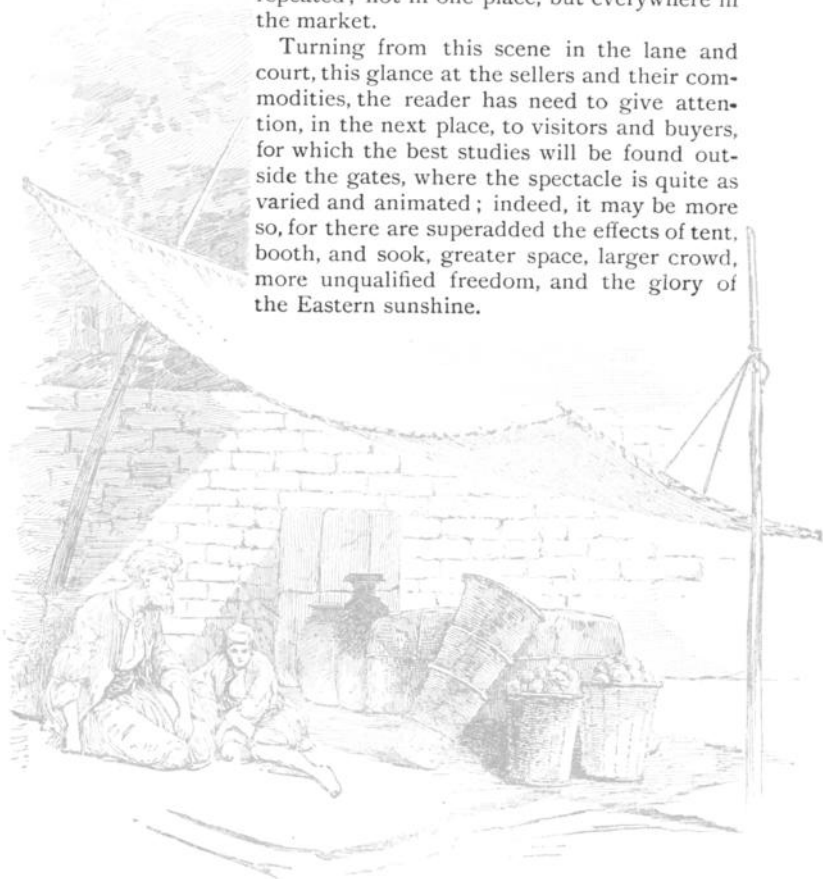 repeated, not in one place, but everywhere in
the market.
Turning from this scene in the lane and
court, this glance at the sellers and their com-
modities, the reader has need to give atten-
tion, in the next place, to visitors and buyers,
for which the best studies will be found out-
side the gates, where the spectacle is quite as
varied and animated ; indeed, it may be more
so, for there are superadded the effects of tent,
booth, and sook, greater space, larger crowd,
more unqualified freedom, and the glory of
the Eastern sunshine.